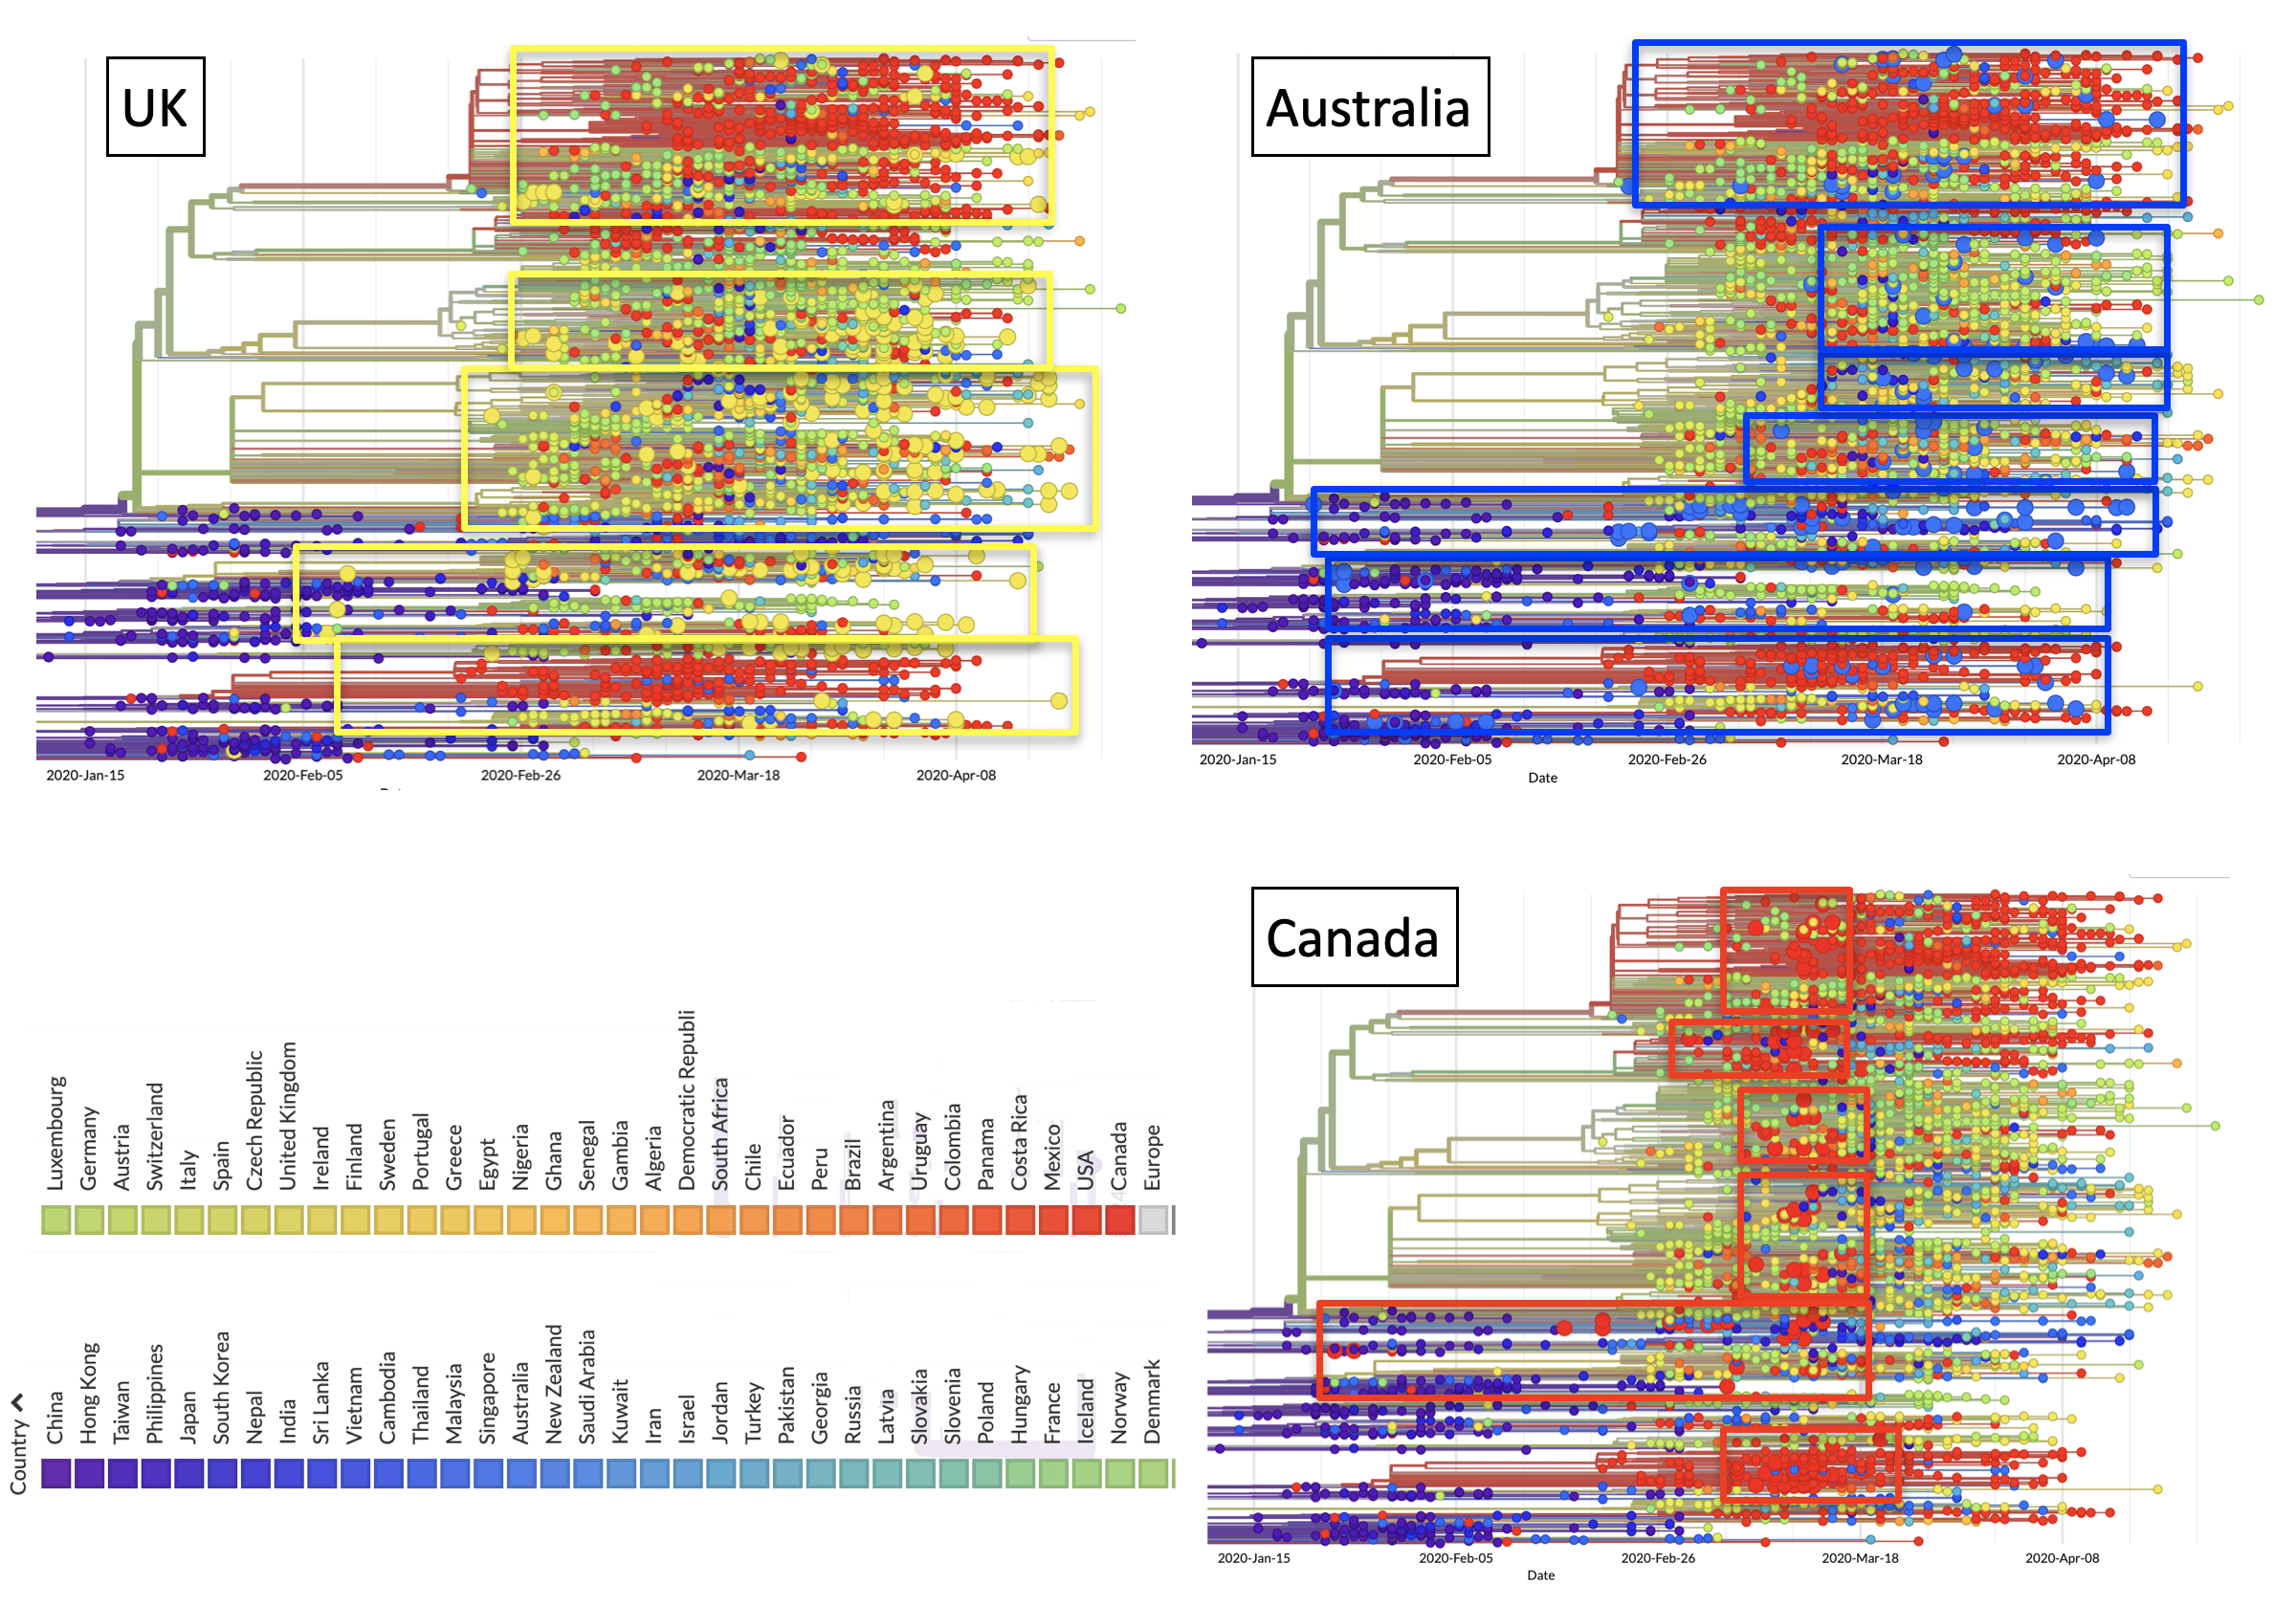 UK
2020-Jan-15
2020-Feb-05
2020-Feb-26
2020-Mar-18
2020-Apr-08
Australia
2020-Jan-15
2020-Feb-05
2020-Feb-26
2020-Mar-18
2020-Apr-08
Date
Country
Luxembourg
Germany
Austria
Switzerland
Italy
Spain
Czech Republic
United Kingdom
Ireland
Finland
Sweden
Portugal
Greece
Egypt
Nigeria
Ghana
Senegal
Gambia
Algeria
Democratic Republi
South Africa
Chile
Ecuador
Peru
Brazil
Argentina
Uruguay
Colombia
Panama
Costa Rica
Mexico
USA
Canada
Europe
China
Hong Kong
Taiwan
Philippines
Japan
South Korea
Nepal
India
Sri Lanka
Vietnam
Cambodia
Thailand
Malaysia
Singapore
Australia
New Zealand
Saudi Arabia
Kuwait
Iran
Israel
Jordan
Turkey
Pakistan
Georgia
Russia
Latvia
Slovakia
Slovenia
Poland
Hungary
France
Iceland
Norway
Denmark
Canada
2020-Jan-15
2020-Feb-05
2020-Feb-26
2020-Mar-18
2020-Apr-08
Date